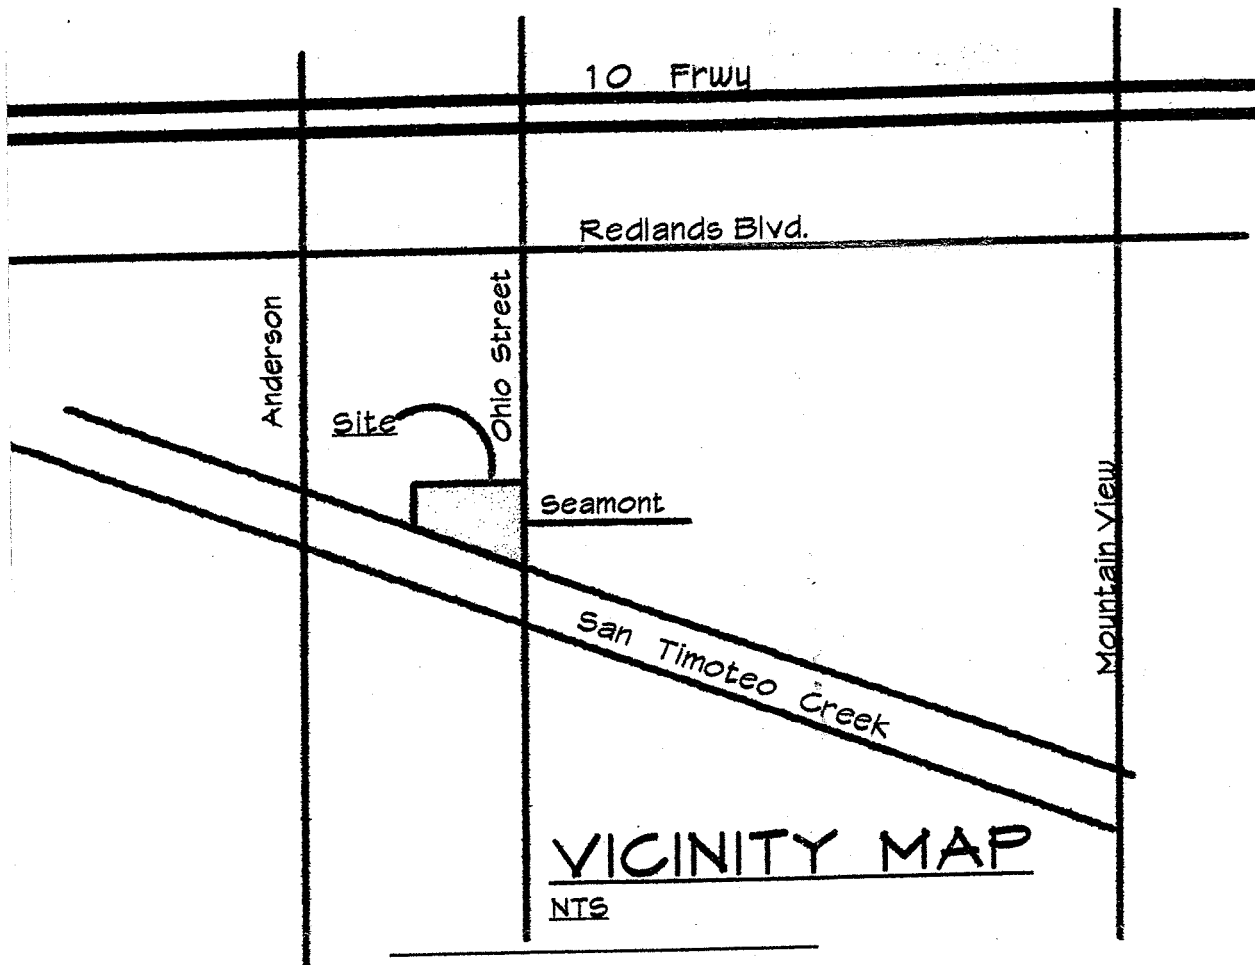 10 Frwy
Redlands Blvd.
Anderson
Ohio Street
Site
Seamont
Mountain View
San Timoteo Creek
VICINITY MAP
NTS